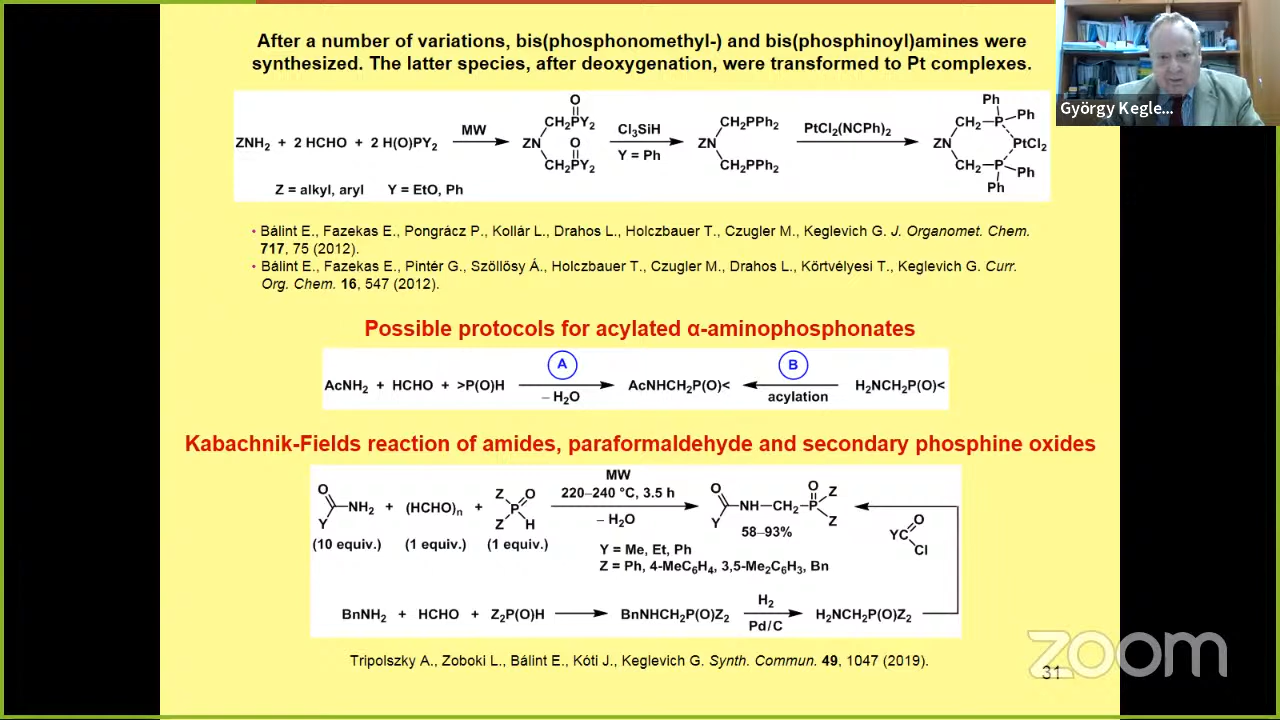 After a number of variations, bis(phosphonomethyl-) and bis(phosphinoyl)amines were
synthesized. The latter species, after deoxygenation, were transformed to Pt complexes.
György Kegle...
ZNH₂ + 2 HCHO + 2 H(O)PY₂
MW
ZN
O
CH₂PY₂
O
CH₂PY₂
Cl₃SiH
Y = Ph
ZN
CH₂PPh₂
CH₂PPh₂
PtCl₂(NCPh)₂
ZN
Ph
CH₂–P
Ph
PtCl₂
CH₂–P
Ph
Ph
Z = alkyl, aryl Y = EtO, Ph
• Bálint E., Fazekas E., Pongrácz P., Kollár L., Drahos L., Holczbauer T., Czugler M., Keglevich G. J. Organomet. Chem.
717, 75 (2012).
• Bálint E., Fazekas E., Pintér G., Szöllősy Á., Holczbauer T., Czugler M., Drahos L., Körtvélyesi T., Keglevich G. Curr.
Org. Chem. 16, 547 (2012).
Possible protocols for acylated α-aminophosphonates
AcNH₂ + HCHO + >P(O)H
A
– H₂O
AcNHCH₂P(O)<
B
acylation
H₂NCH₂P(O)<
Kabachnik-Fields reaction of amides, paraformaldehyde and secondary phosphine oxides
O
Y
NH₂
+ (HCHO)n +
Z
O
P
Z
H
(10 equiv.) (1 equiv.) (1 equiv.)
MW
220–240 °C, 3.5 h
– H₂O
O
Y
NH–CH₂–P
O
Z
Z
58–93%
YC
O
Cl
Y = Me, Et, Ph
Z = Ph, 4-MeC₆H₄, 3,5-Me₂C₆H₃, Bn
BnNH₂ + HCHO + Z₂P(O)H
BnNHCH₂P(O)Z₂
H₂
Pd/C
H₂NCH₂P(O)Z₂
Tripolszky A., Zoboki L., Bálint E., Kóti J., Keglevich G. Synth. Commun. 49, 1047 (2019).
31
zoom